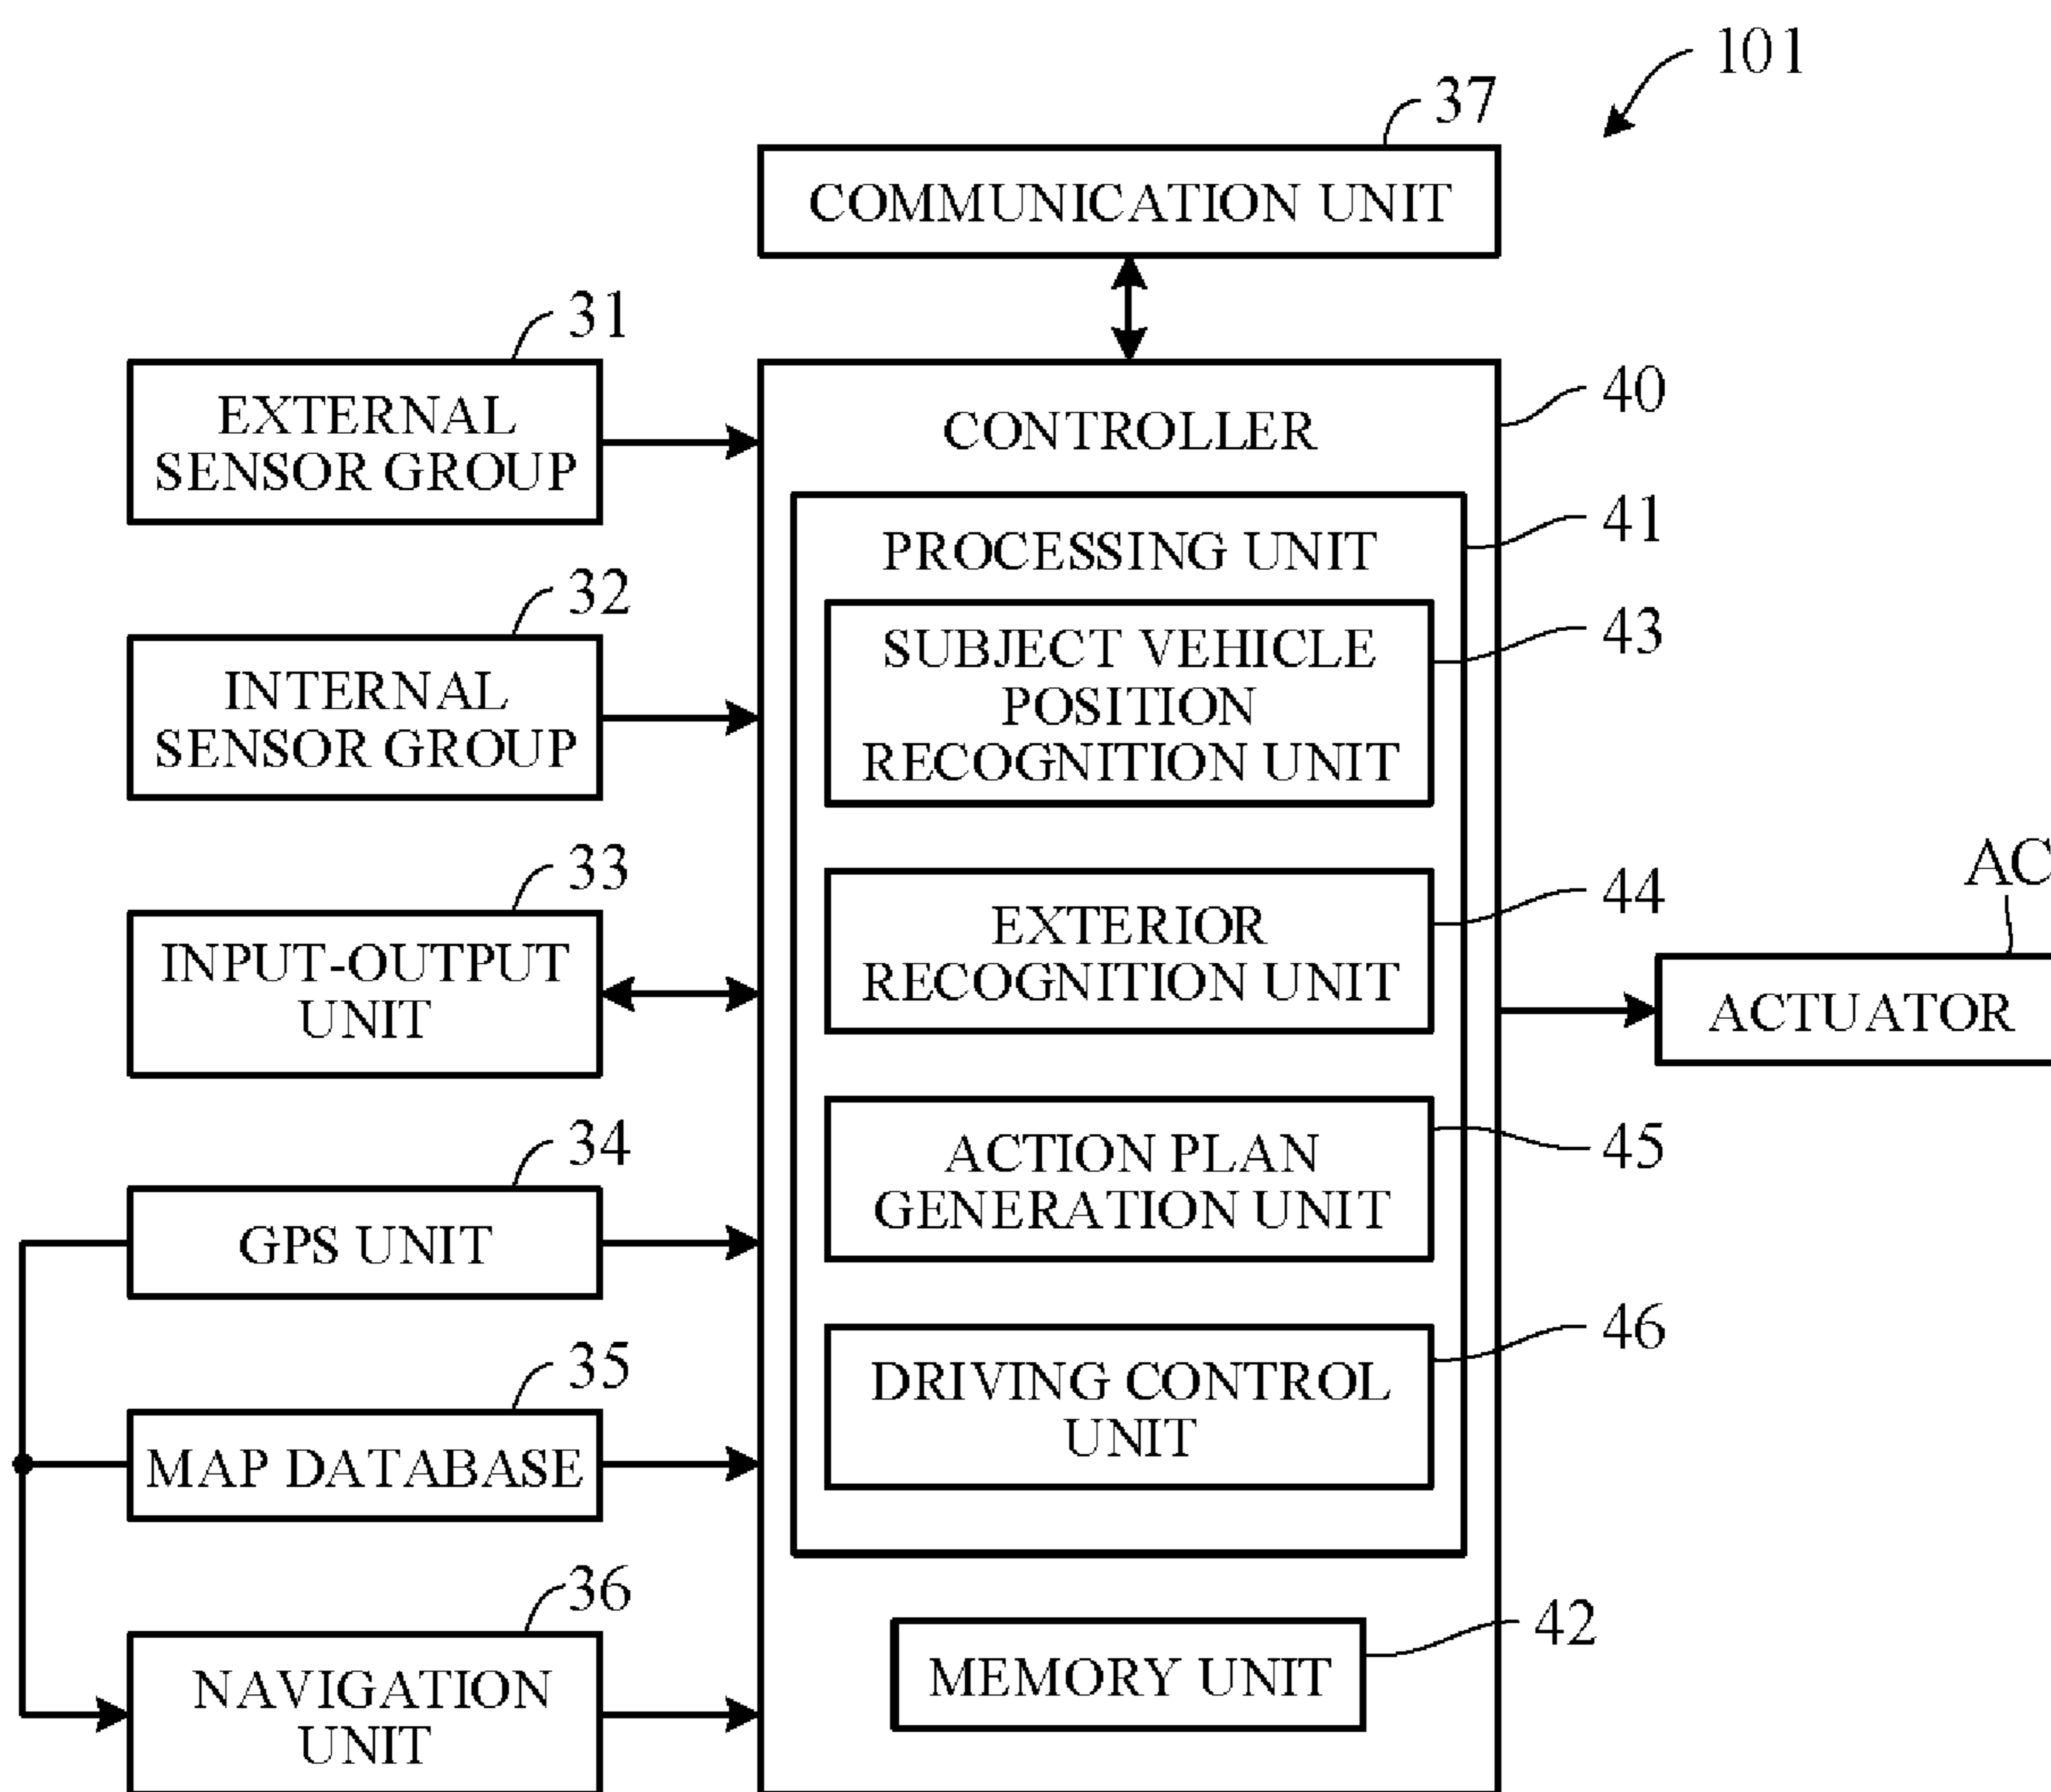 101
37
COMMUNICATION UNIT
31
EXTERNAL
SENSOR GROUP
32
INTERNAL
SENSOR GROUP
33
INPUT-OUTPUT
UNIT
34
GPS UNIT
35
MAP DATABASE
36
NAVIGATION
UNIT
40
CONTROLLER
41
PROCESSING UNIT
43
SUBJECT VEHICLE
POSITION
RECOGNITION UNIT
44
EXTERIOR
RECOGNITION UNIT
45
ACTION PLAN
GENERATION UNIT
46
DRIVING CONTROL
UNIT
42
MEMORY UNIT
AC
ACTUATOR